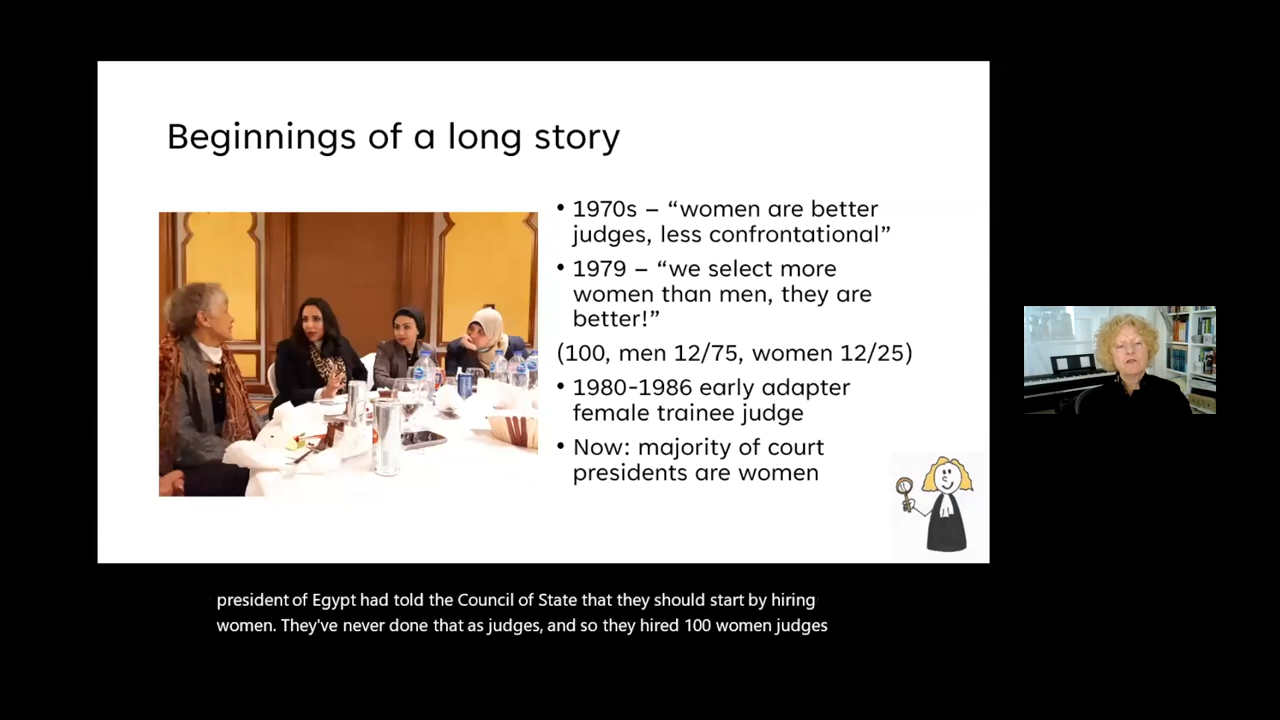 Beginnings of a long story
• 1970s – “women are better
judges, less confrontational”
• 1979 – “we select more
women than men, they are
better!”
(100, men 12/75, women 12/25)
• 1980-1986 early adapter
female trainee judge
• Now: majority of court
presidents are women
president of Egypt had told the Council of State that they should start by hiring
women. They've never done that as judges, and so they hired 100 women judges